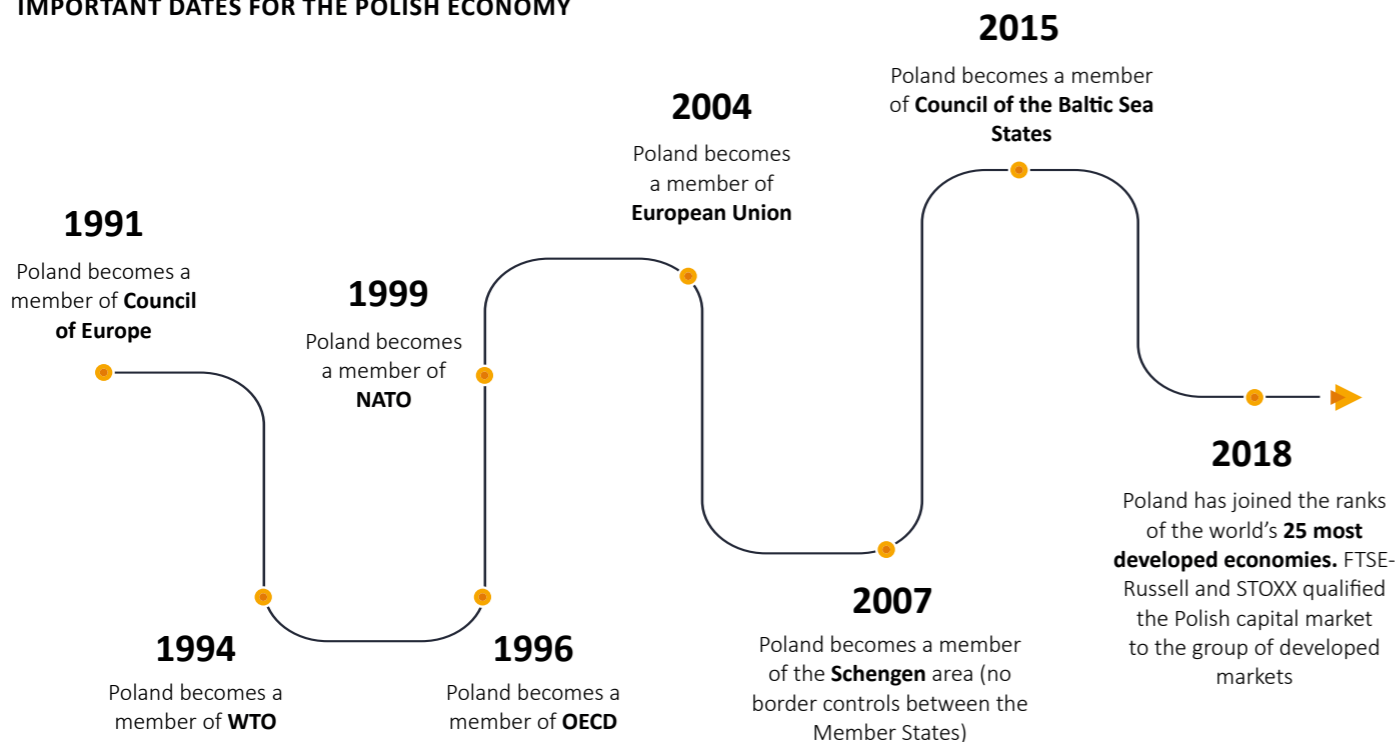 IMPORTANT DATES FOR THE POLISH ECONOMY
1991
Poland becomes a
member of Council
of Europe
1994
Poland becomes a
member of WTO
1996
Poland becomes a
member of OECD
1999
Poland becomes
a member of
NATO
2004
Poland becomes
a member of
European Union
2007
Poland becomes a member
of the Schengen area (no
border controls between the
Member States)
2015
Poland becomes a member
of Council of the Baltic Sea
States
2018
Poland has joined the ranks
of the world's 25 most
developed economies. FTSE-
Russell and STOXX qualified
the Polish capital market
to the group of developed
markets